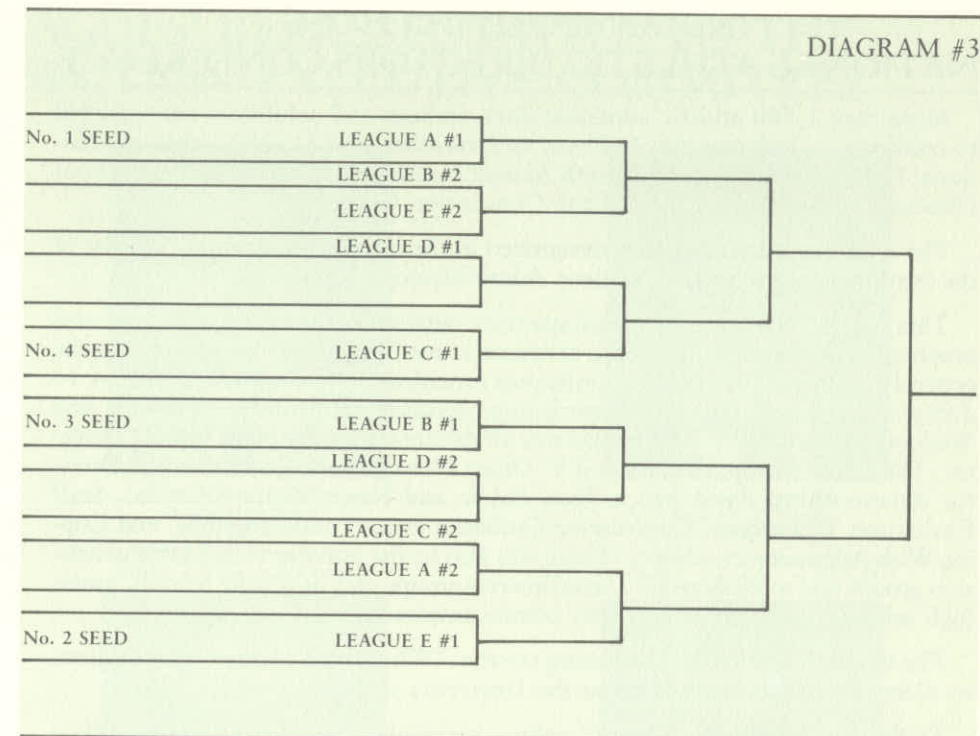 DIAGRAM #3
No. 1 SEED LEAGUE A #1
LEAGUE B #2
LEAGUE E #2
LEAGUE D #1
No. 4 SEED LEAGUE C #1
No. 3 SEED LEAGUE B #1
LEAGUE D #2
LEAGUE C #2
LEAGUE A #2
No. 2 SEED LEAGUE E #1